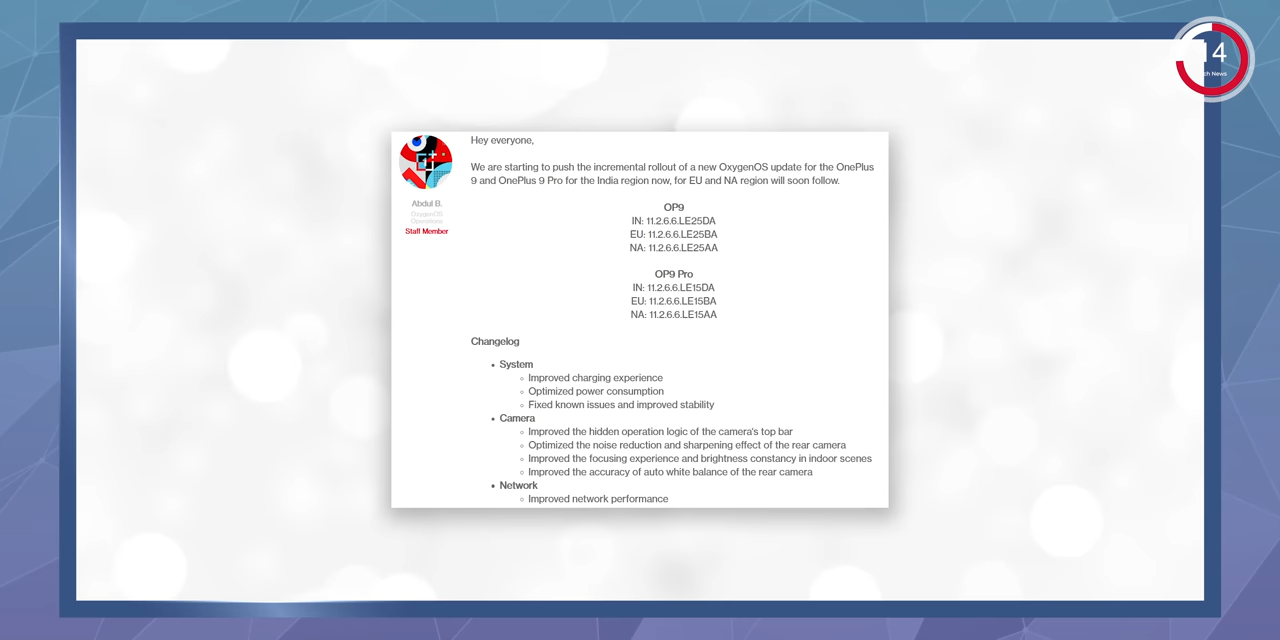 14
ch News
Hey everyone,
We are starting to push the incremental rollout of a new OxygenOS update for the OnePlus
9 and OnePlus 9 Pro for the India region now, for EU and NA region will soon follow.
Abdul B.
OxygenOS
Operations
Staff Member
OP9
IN: 11.2.6.6.LE25DA
EU: 11.2.6.6.LE25BA
NA: 11.2.6.6.LE25AA
OP9 Pro
IN: 11.2.6.6.LE15DA
EU: 11.2.6.6.LE15BA
NA: 11.2.6.6.LE15AA
Changelog
• System
○ Improved charging experience
○ Optimized power consumption
○ Fixed known issues and improved stability
• Camera
○ Improved the hidden operation logic of the camera's top bar
○ Optimized the noise reduction and sharpening effect of the rear camera
○ Improved the focusing experience and brightness constancy in indoor scenes
○ Improved the accuracy of auto white balance of the rear camera
• Network
○ Improved network performance